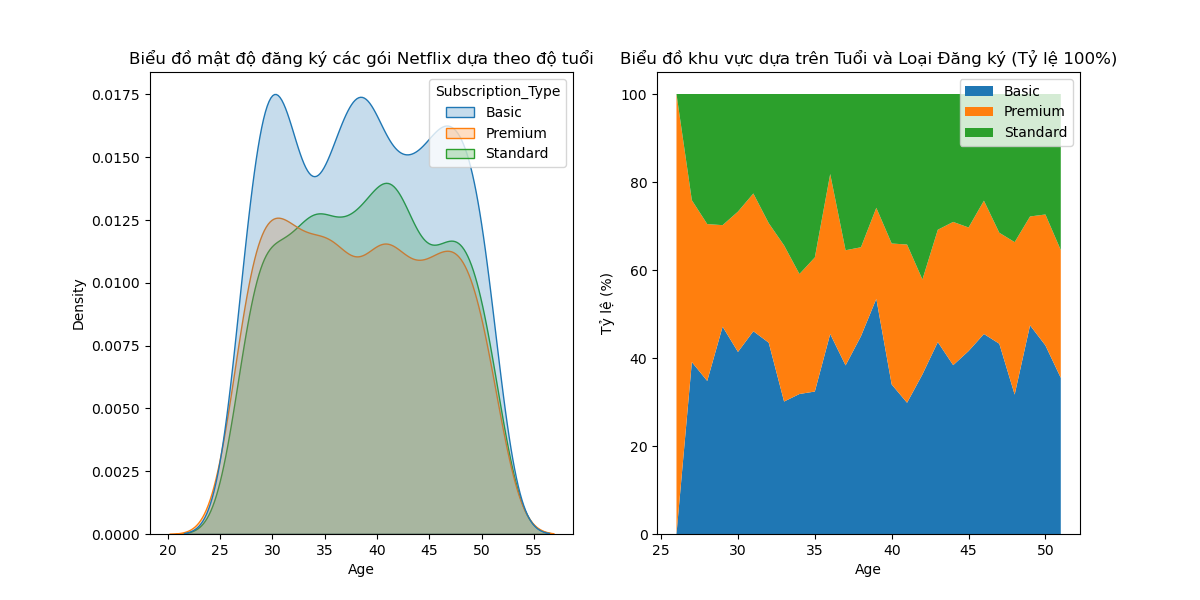 Biểu đồ mật độ đăng ký các gói Netflix dựa theo độ tuổi
Subscription_Type
Basic
Premium
Standard
Density
0.0175
0.0150
0.0125
0.0100
0.0075
0.0050
0.0025
0.0000
20 25 30 35 40 45 50 55
Age
Biểu đồ khu vực dựa trên Tuổi và Loại Đăng ký (Tỷ lệ 100%)
Basic
Premium
Standard
Tỷ lệ (%)
100
80
60
40
20
0
25 30 35 40 45 50
Age